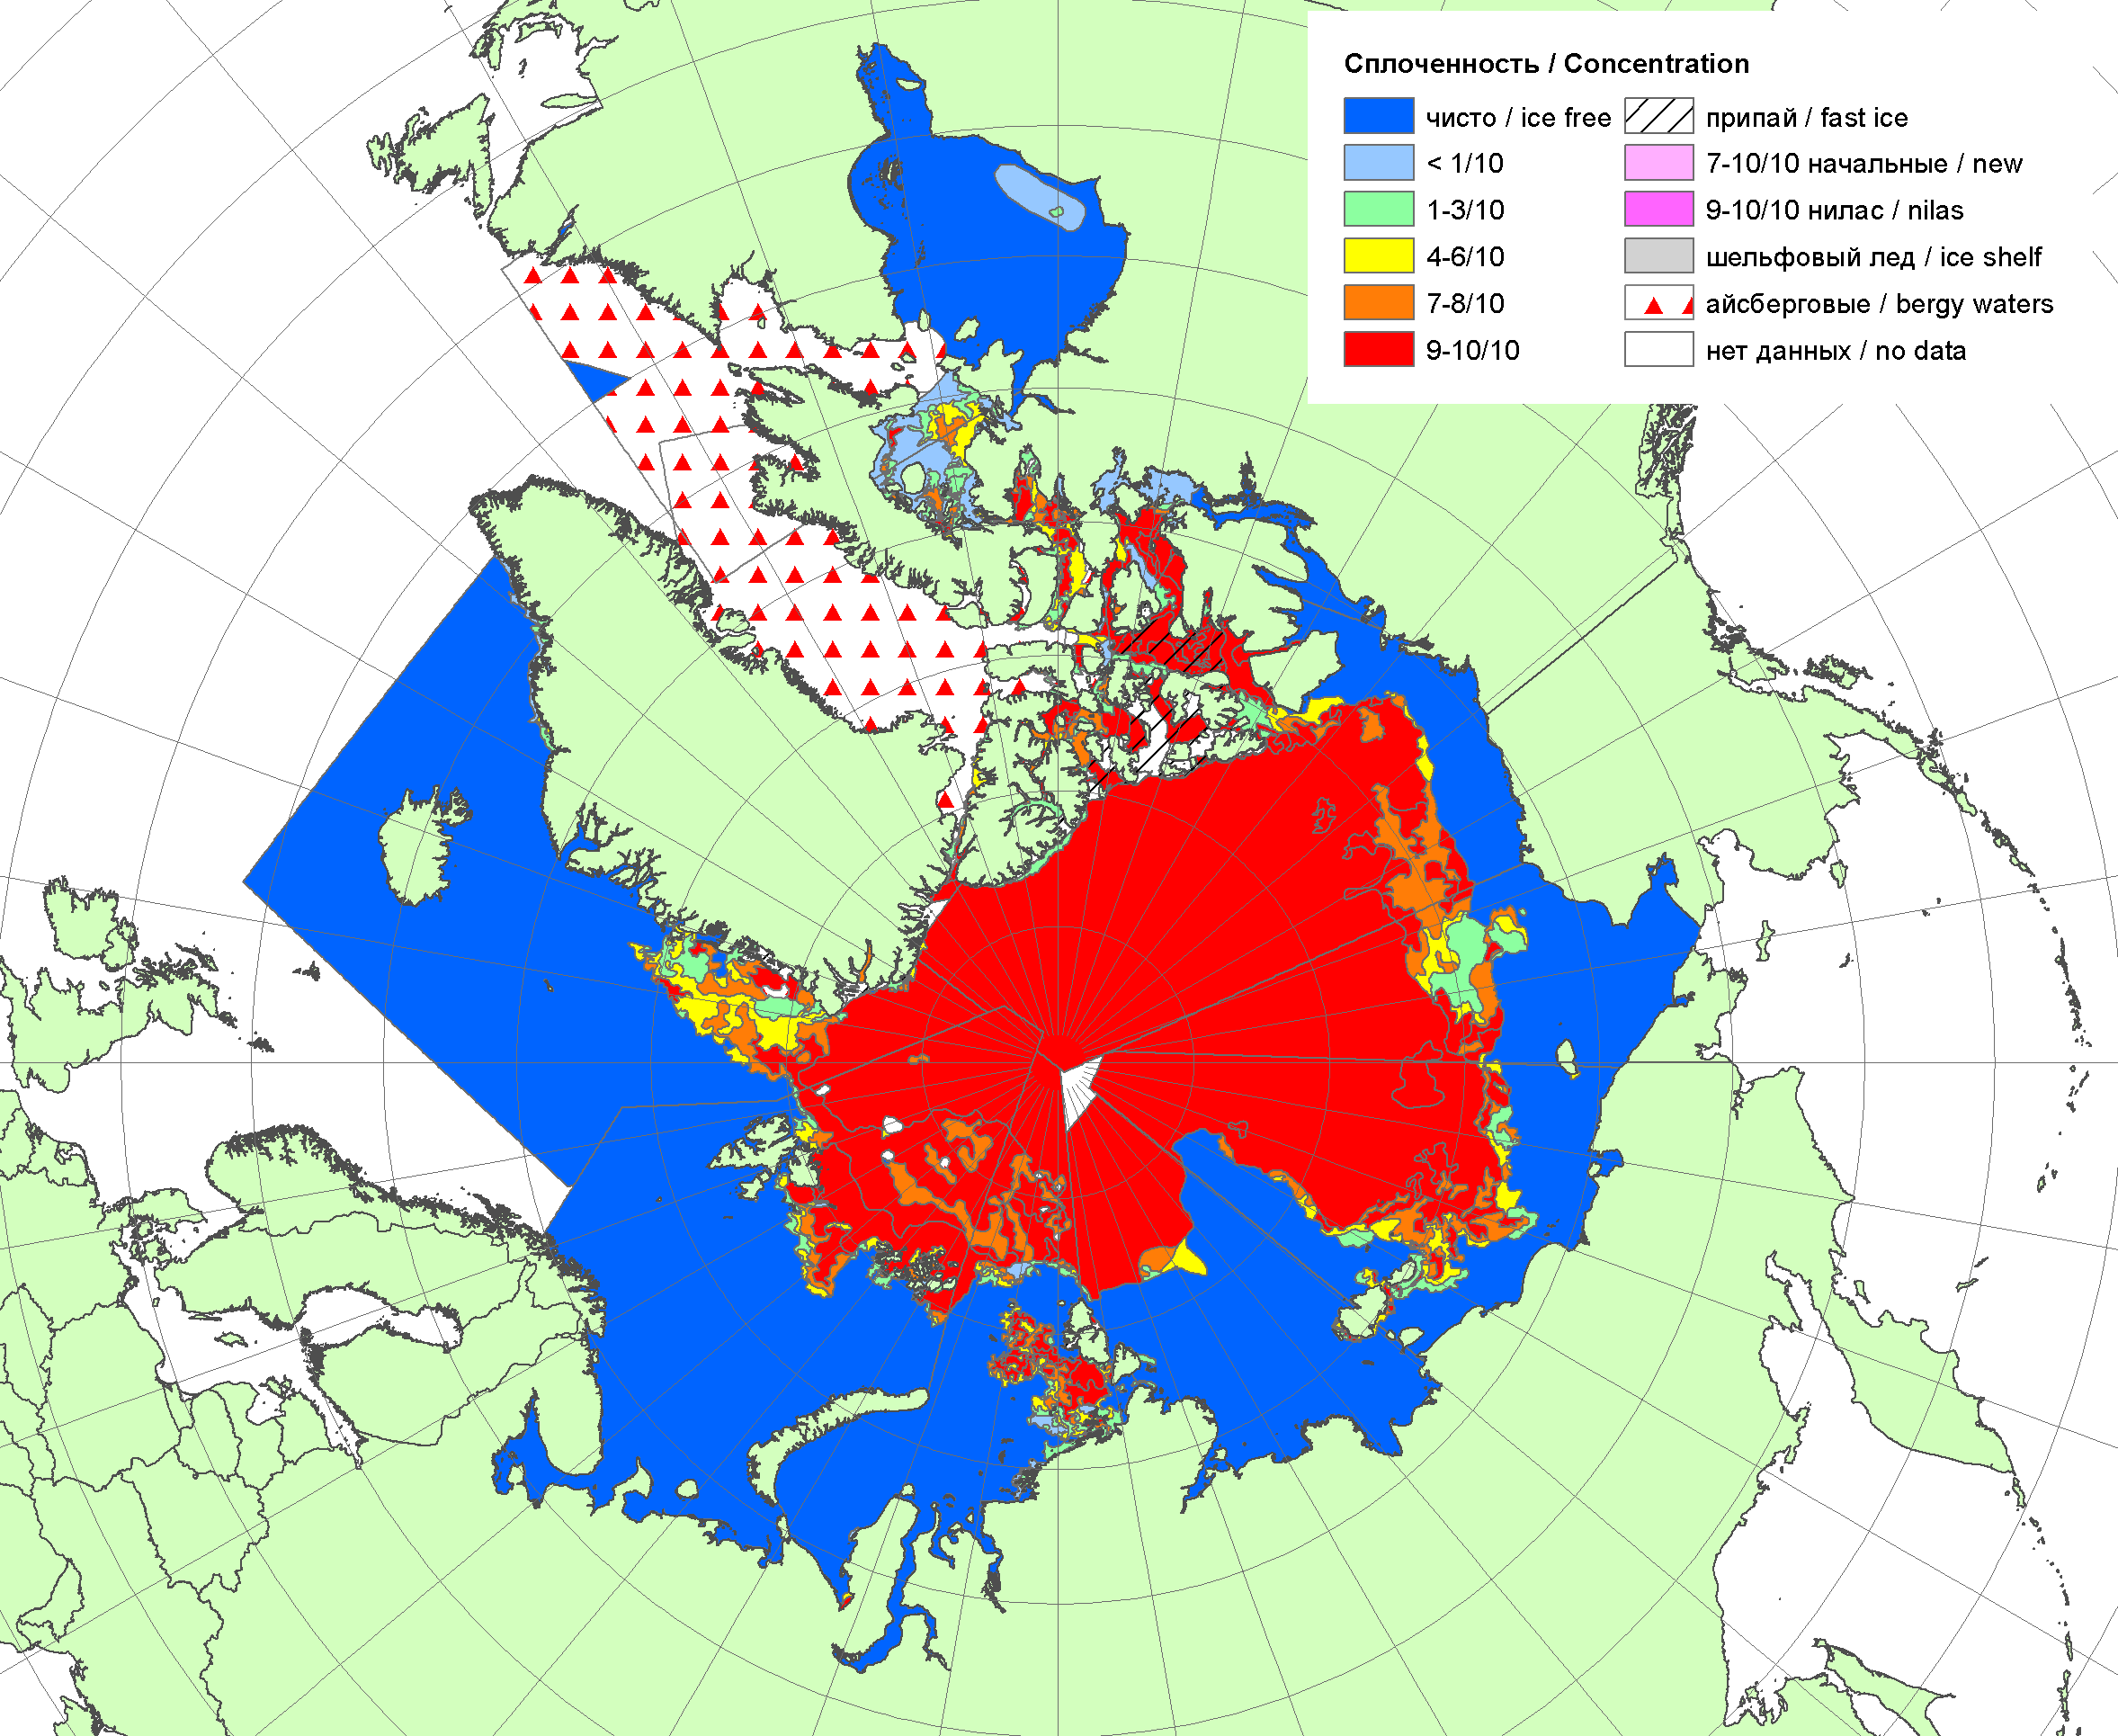 Сплоченность / Concentration
чисто / ice free
< 1/10
1-3/10
4-6/10
7-8/10
9-10/10
припай / fast ice
7-10/10 начальные / new
9-10/10 нилас / nilas
шельфовый лед / ice shelf
айсберговые / bergy waters
нет данных / no data